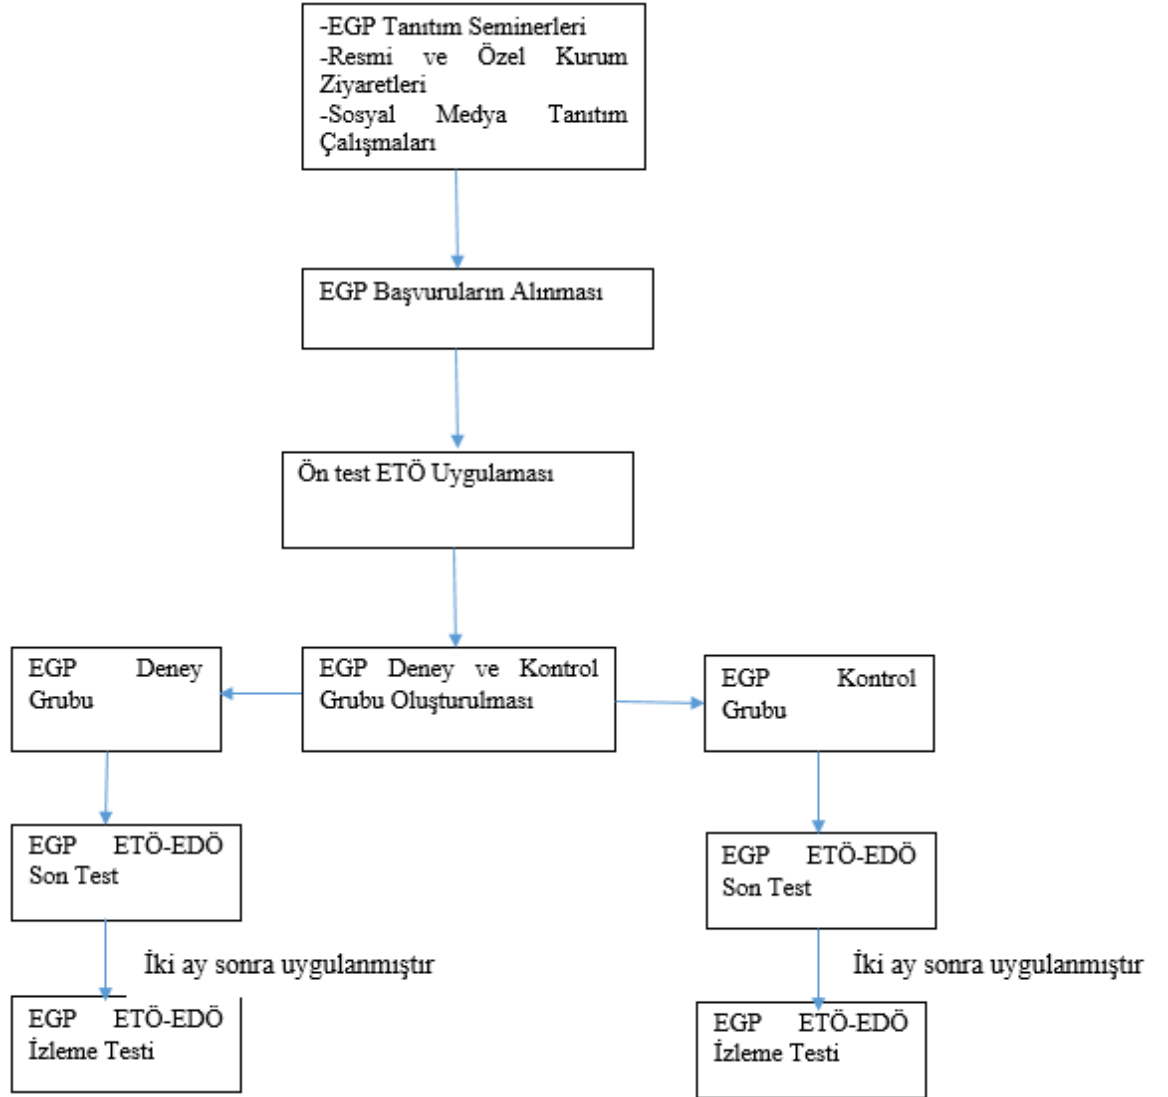 -EGP Tanıtım Seminerleri
-Resmi ve Özel Kurum
Ziyaretleri
-Sosyal Medya Tanıtım
Çalışmaları
EGP Başvuruların Alınması
Ön test ETÖ Uygulaması
EGP Deney
Grubu
EGP Deney ve Kontrol
Grubu Oluşturulması
EGP Kontrol
Grubu
EGP ETÖ-EDÖ
Son Test
EGP ETÖ-EDÖ
Son Test
İki ay sonra uygulanmıştır
İki ay sonra uygulanmıştır
EGP ETÖ-EDÖ
İzleme Testi
EGP ETÖ-EDÖ
İzleme Testi